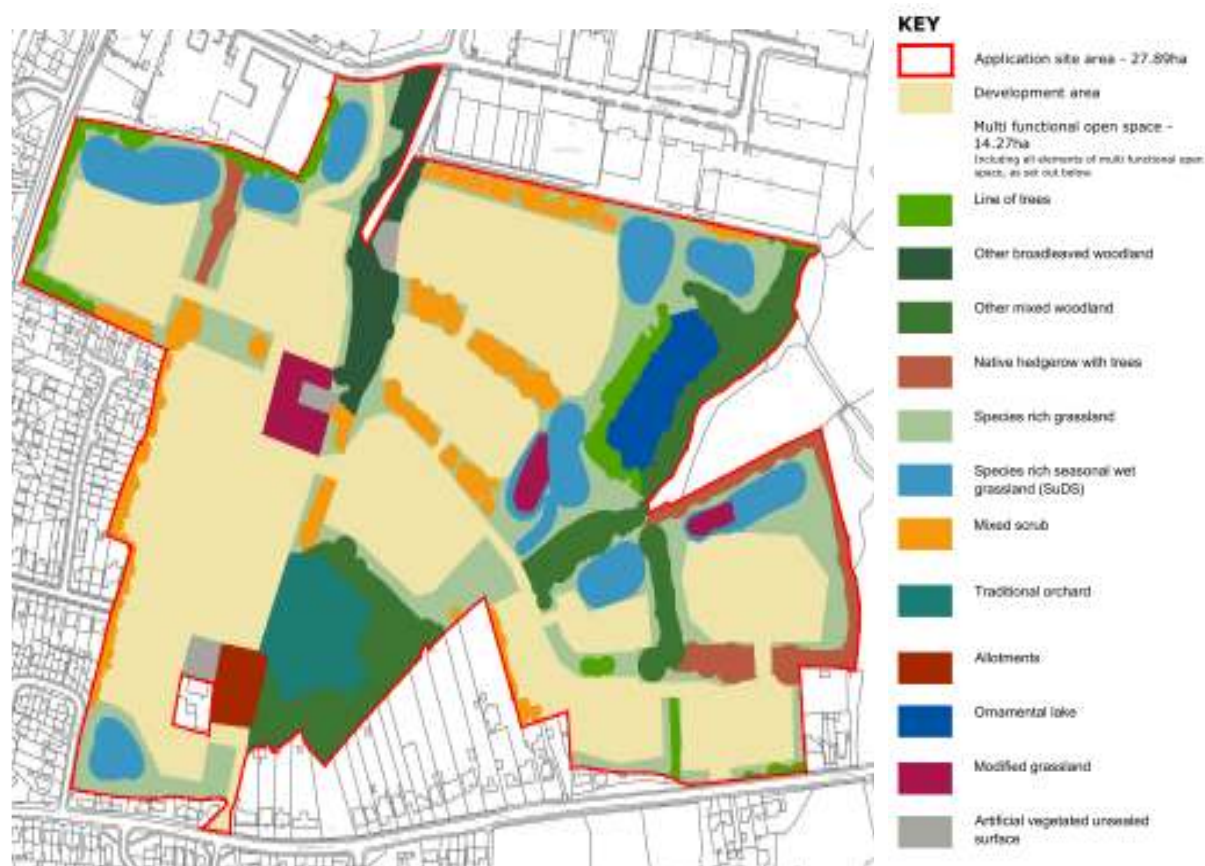 KEY
Application site area - 27.89ha
Development area
Multi functional open space -
14.27ha
Including all elements of multi functional open
space, as set out below
Line of trees
Other broadleaved woodland
Other mixed woodland
Native hedgerow with trees
Species rich grassland
Species rich seasonal wet
grassland (SuDS)
Mixed scrub
Traditional orchard
Allotments
Ornamental lake
Modified grassland
Artificial vegetated unsealed
surface